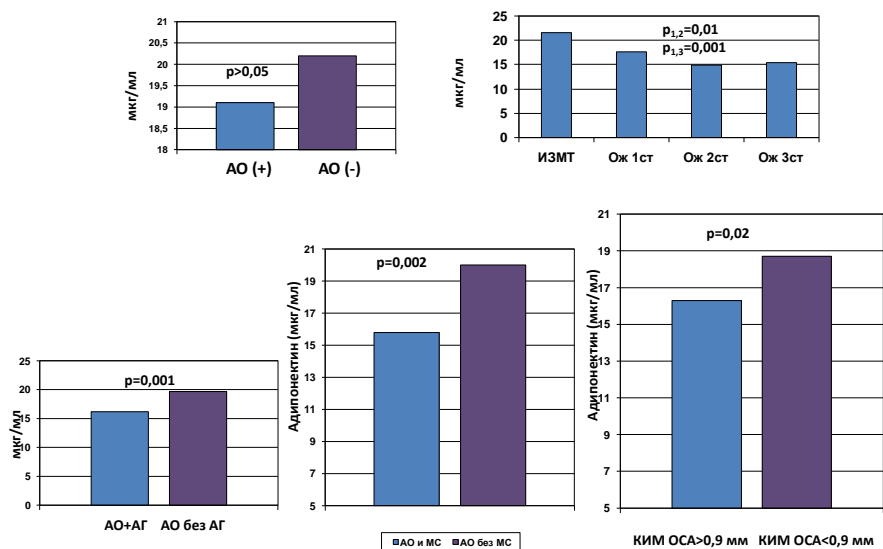 мкг/мл
21
20,5
20
19,5
19
18,5
18
p>0,05
АО (+) АО (-)
мкг/мл
25
20
15
10
5
0
p1,2=0,01
p1,3=0,001
ИЗМТ Ож 1ст Ож 2ст Ож 3ст
мкг/мл
25
20
15
10
5
0
p=0,001
АО+АГ АО без АГ
Адипонектин (мкг/мл)
21
19
17
15
13
11
9
7
5
p=0,002
АО и МС АО без МС
Адипонектин (мкг/мл)
21
19
17
15
13
11
9
7
5
p=0,02
КИМ ОСА>0,9 мм КИМ ОСА<0,9 мм